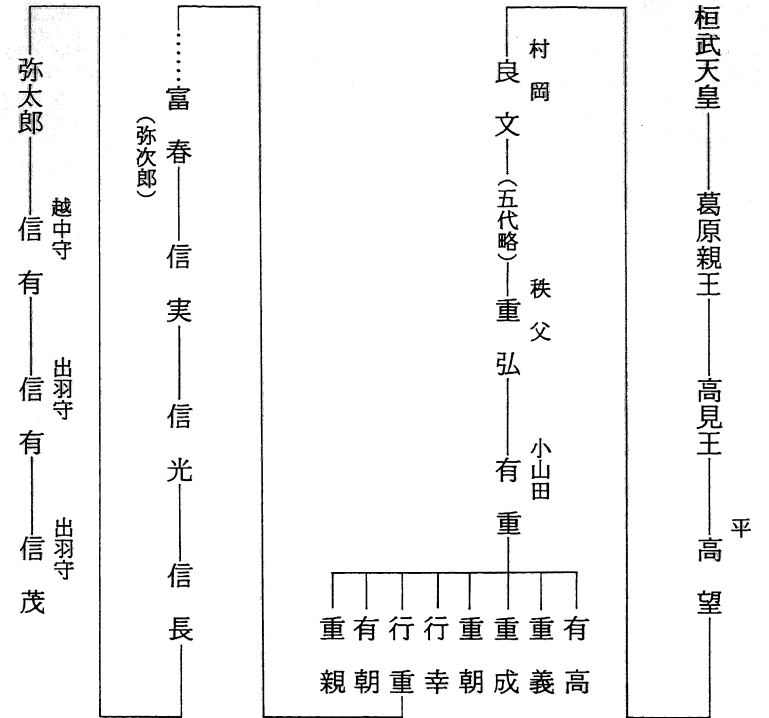 桓武天皇
葛原親王
高見王
平
高望
村岡
良文
(五代略)
秩父
重弘
小山田
有重
有高
重義
重成
重朝
行幸
行重
有朝
重親
富春
(弥次郎)
信実
信光
信長
弥太郎
越中守
信有
出羽守
信有
出羽守
信茂